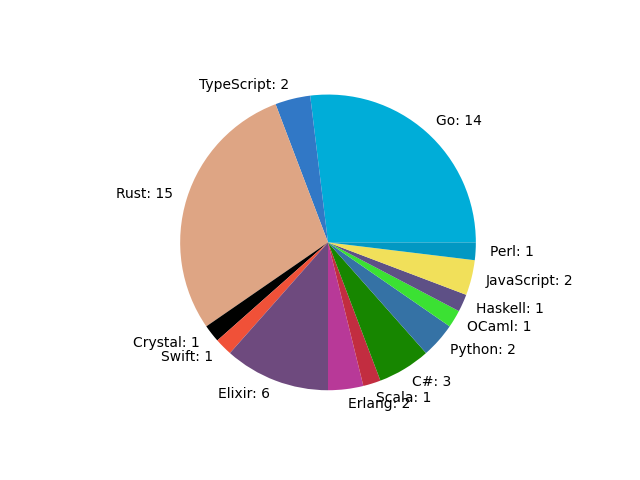 TypeScript: 2
Go: 14
Rust: 15
Perl: 1
JavaScript: 2
Haskell: 1
OCaml: 1
Crystal: 1
Python: 2
Swift: 1
C#: 3
Elixir: 6
Scala: 1
Erlang: 2